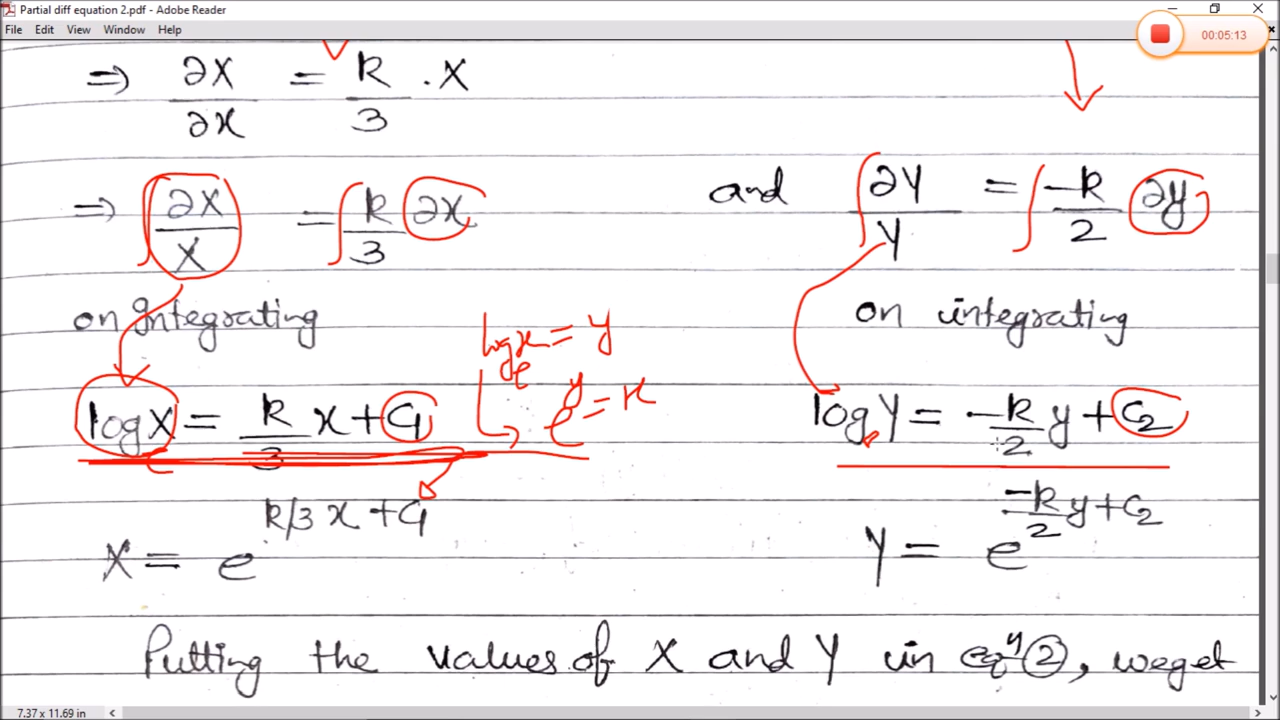 Partial diff equation 2.pdf - Adobe Reader
File Edit View Window Help
00:05:13
⇒ ∂X/∂x = k/3 . X
⇒ ∂X/X = ∫ k/3 ∂x and ∫ ∂Y/Y = ∫ -k/2 ∂y
on integrating on integrating
log x = y
e
e^y = x
log X = k/3 x + C1 log Y = -k/2 y + C2
e e
X = e^(k/3 x + C1) Y = e^(-k/2 y + C2)
Putting the values of X and Y in eqⁿ (2), we get
7.37 x 11.69 in